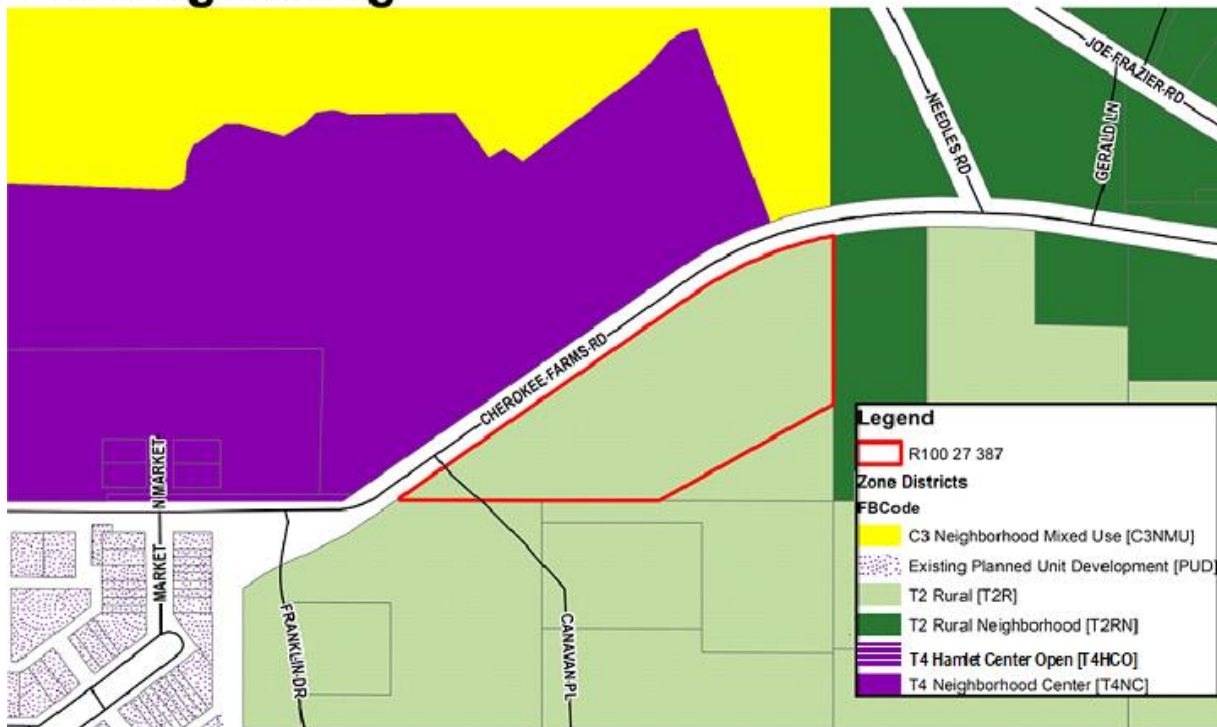 JOE FRAZIER RD
NEEDLES RD
GERALD LN
CHEROKEE FARMS RD
N MARKET
MARKET
FRANKLIN DR
CANAVAN PL
Legend
R100 27 387
Zone Districts
FBCode
C3 Neighborhood Mixed Use [C3NMU]
Existing Planned Unit Development [PUD]
T2 Rural [T2R]
T2 Rural Neighborhood [T2RN]
T4 Hamlet Center Open [T4HCO]
T4 Neighborhood Center [T4NC]